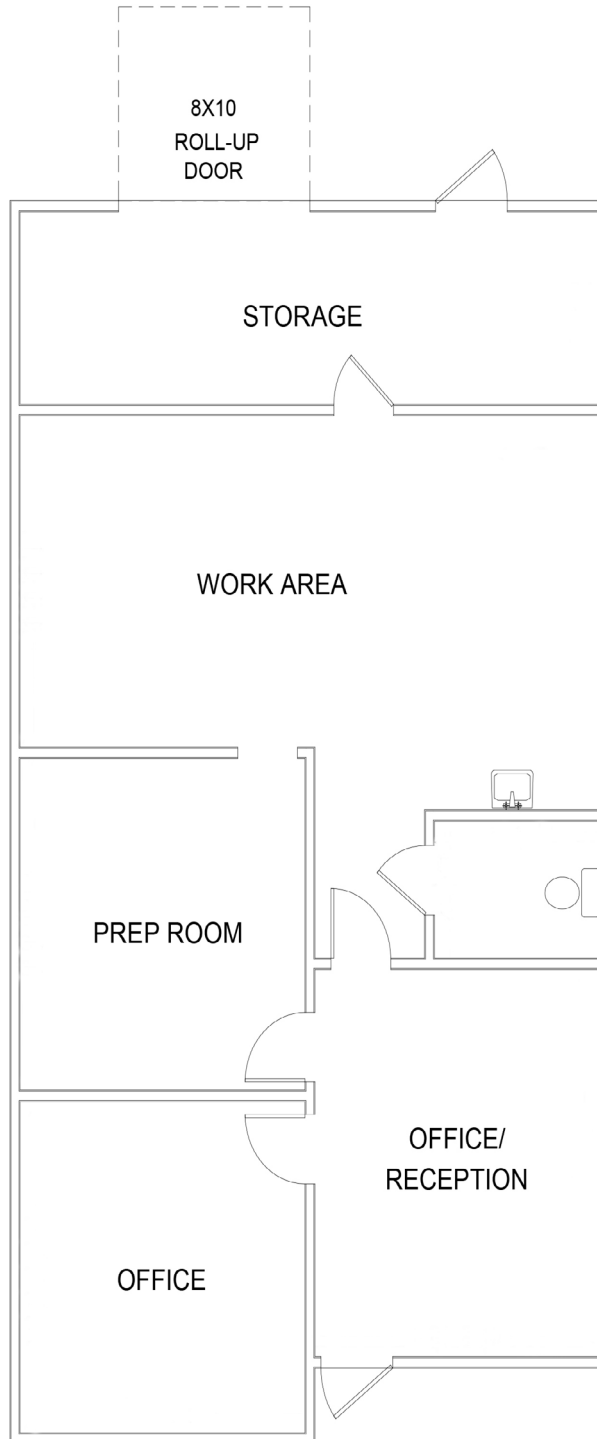 8X10
ROLL-UP
DOOR
STORAGE
WORK AREA
PREP ROOM
OFFICE/
RECEPTION
OFFICE